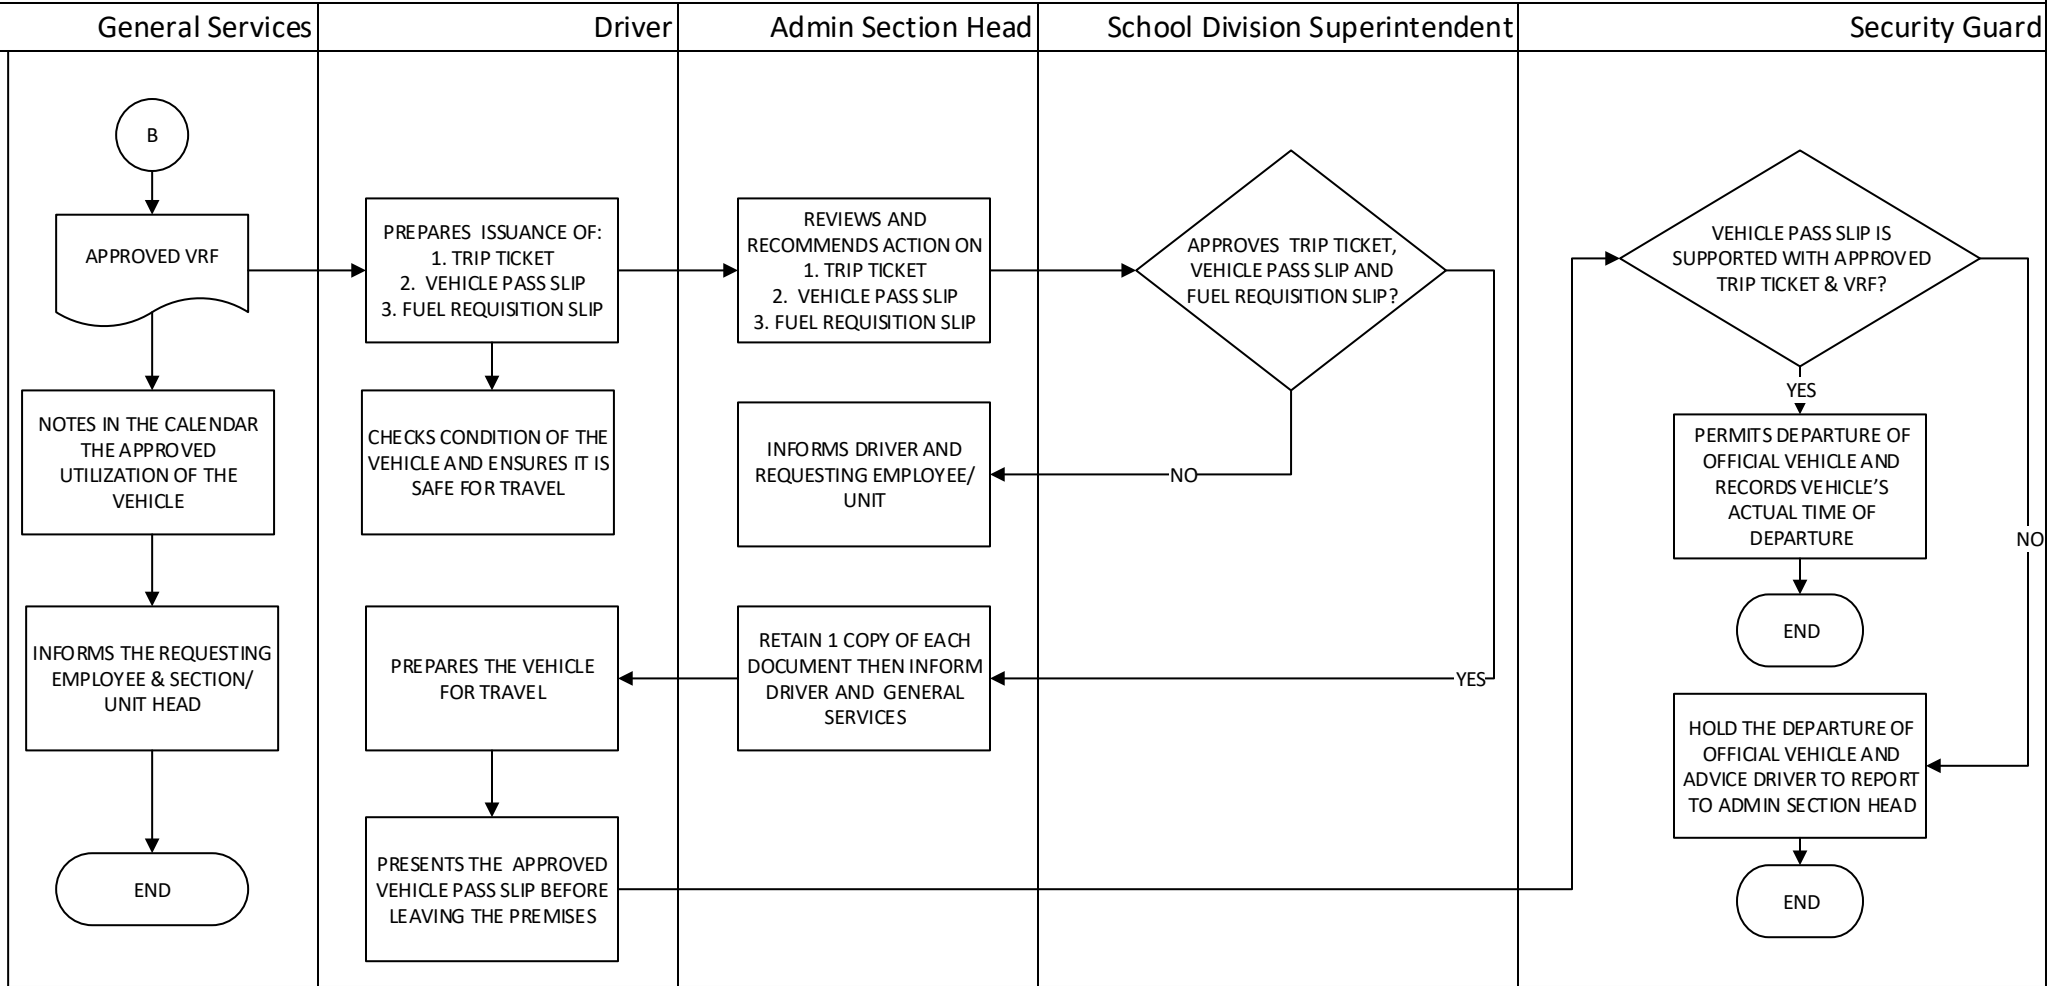 General Services
Driver
Admin Section Head
School Division Superintendent
Security Guard
B
APPROVED VRF
NOTES IN THE CALENDAR
THE APPROVED
UTILIZATION OF THE
VEHICLE
INFORMS THE REQUESTING
EMPLOYEE & SECTION/
UNIT HEAD
END
PREPARES ISSUANCE OF:
1. TRIP TICKET
2. VEHICLE PASS SLIP
3. FUEL REQUISITION SLIP
CHECKS CONDITION OF THE
VEHICLE AND ENSURES IT IS
SAFE FOR TRAVEL
PREPARES THE VEHICLE
FOR TRAVEL
PRESENTS THE APPROVED
VEHICLE PASS SLIP BEFORE
LEAVING THE PREMISES
REVIEWS AND
RECOMMENDS ACTION ON
1. TRIP TICKET
2. VEHICLE PASS SLIP
3. FUEL REQUISITION SLIP
INFORMS DRIVER AND
REQUESTING EMPLOYEE/
UNIT
RETAIN 1 COPY OF EACH
DOCUMENT THEN INFORM
DRIVER AND GENERAL
SERVICES
APPROVES TRIP TICKET,
VEHICLE PASS SLIP AND
FUEL REQUISITION SLIP?
NO
YES
VEHICLE PASS SLIP IS
SUPPORTED WITH APPROVED
TRIP TICKET & VRF?
YES
PERMITS DEPARTURE OF
OFFICIAL VEHICLE AND
RECORDS VEHICLE’S
ACTUAL TIME OF
DEPARTURE
NO
END
HOLD THE DEPARTURE OF
OFFICIAL VEHICLE AND
ADVICE DRIVER TO REPORT
TO ADMIN SECTION HEAD
END